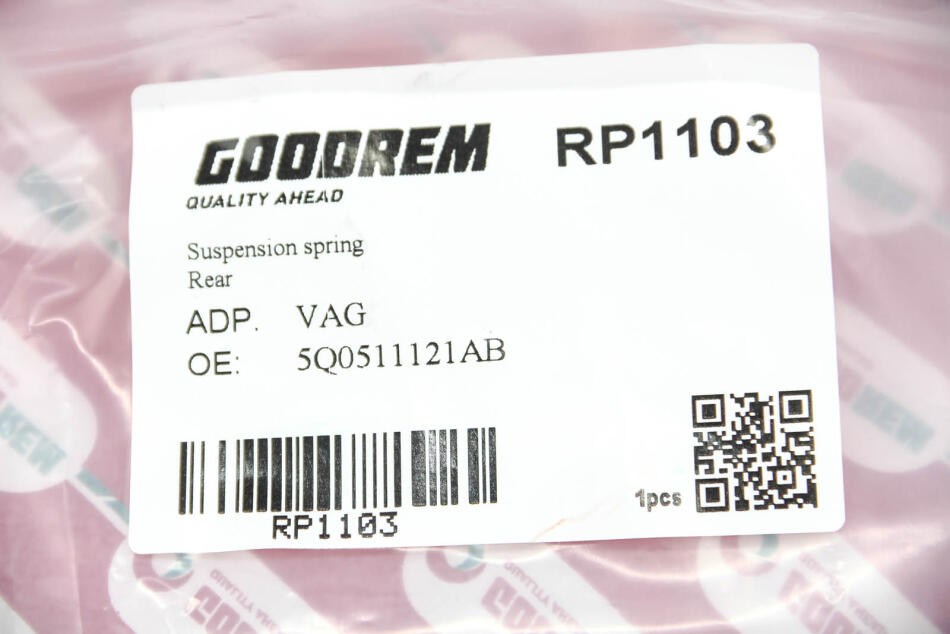 GOODREM
RP1103
QUALITY AHEAD
Suspension spring
Rear
ADP. VAG
OE: 5Q0511121AB
1pcs
RP1103